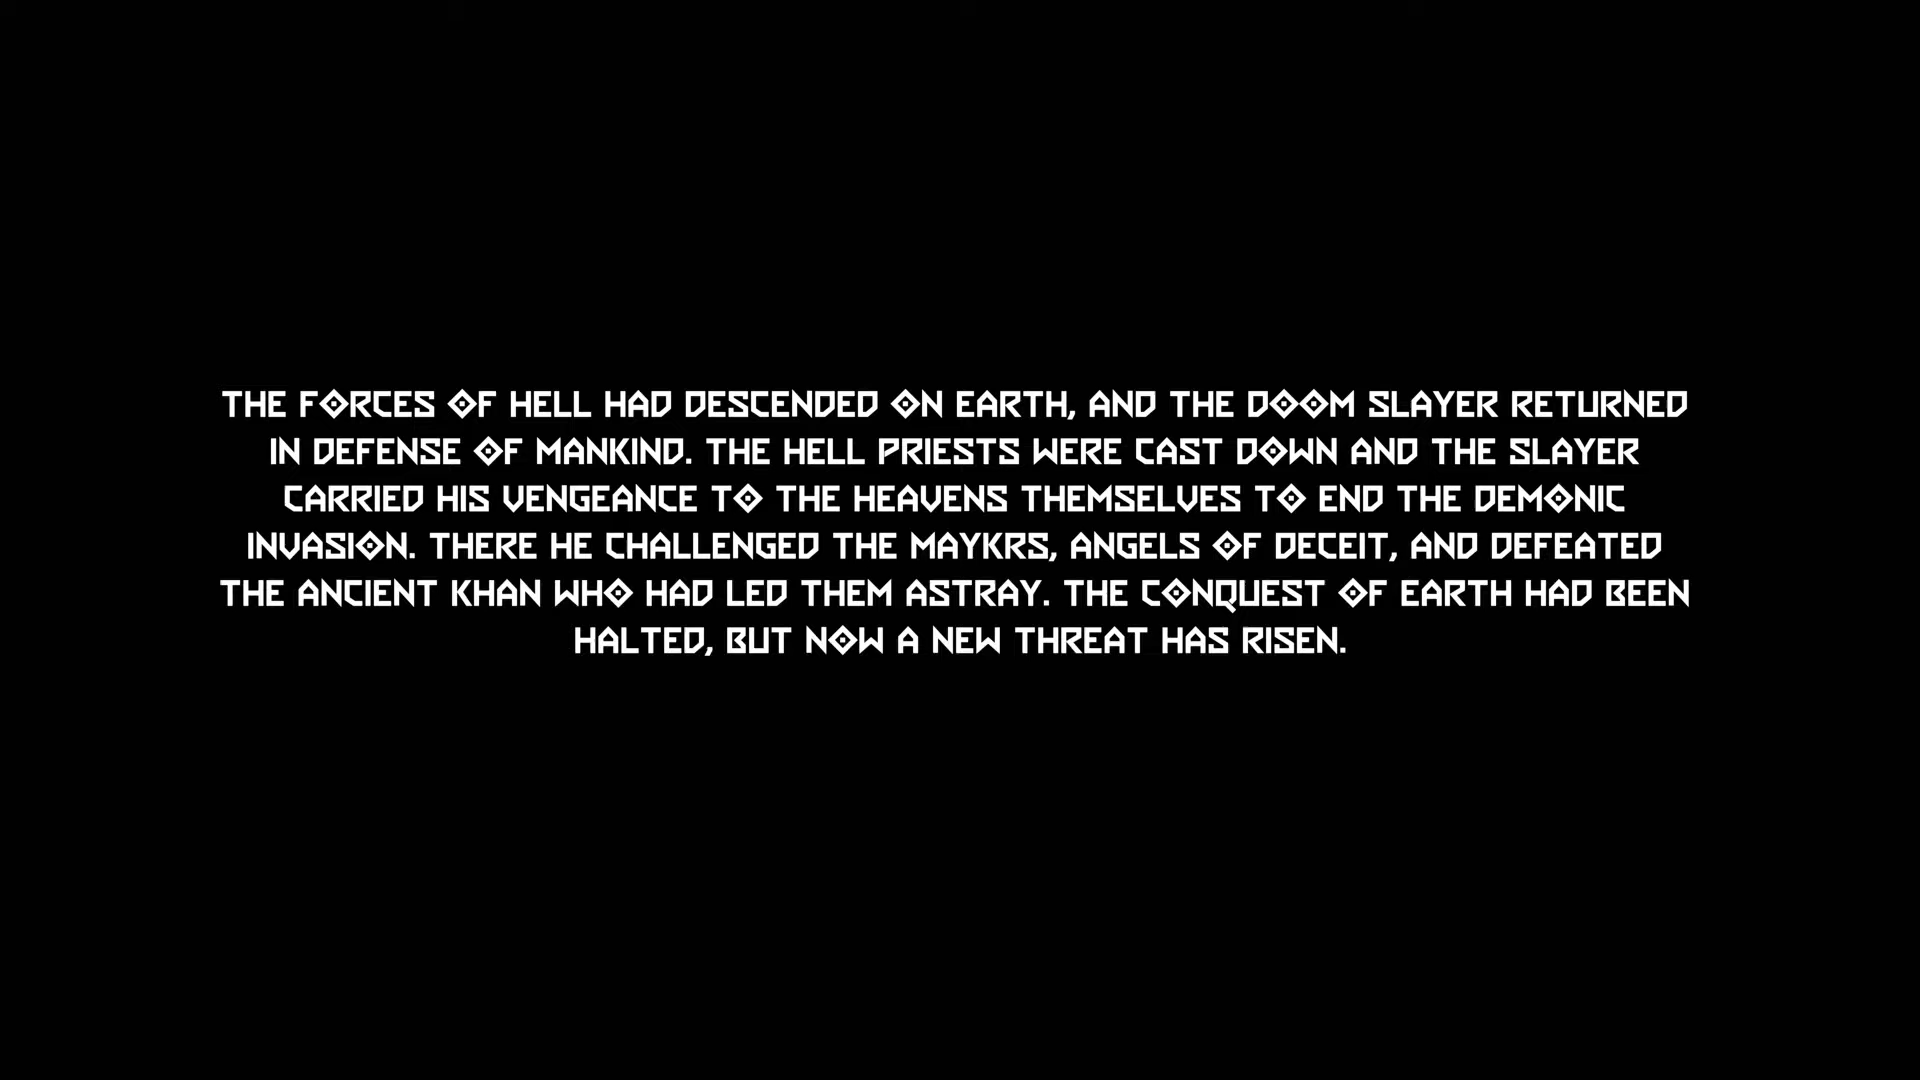 THE FORCES OF HELL HAD DESCENDED ON EARTH, AND THE DOOM SLAYER RETURNED
IN DEFENSE OF MANKIND. THE HELL PRIESTS WERE CAST DOWN AND THE SLAYER
CARRIED HIS VENGEANCE TO THE HEAVENS THEMSELVES TO END THE DEMONIC
INVASION. THERE HE CHALLENGED THE MAYKRS, ANGELS OF DECEIT, AND DEFEATED
THE ANCIENT KHAN WHO HAD LED THEM ASTRAY. THE CONQUEST OF EARTH HAD BEEN
HALTED, BUT NOW A NEW THREAT HAS RISEN.